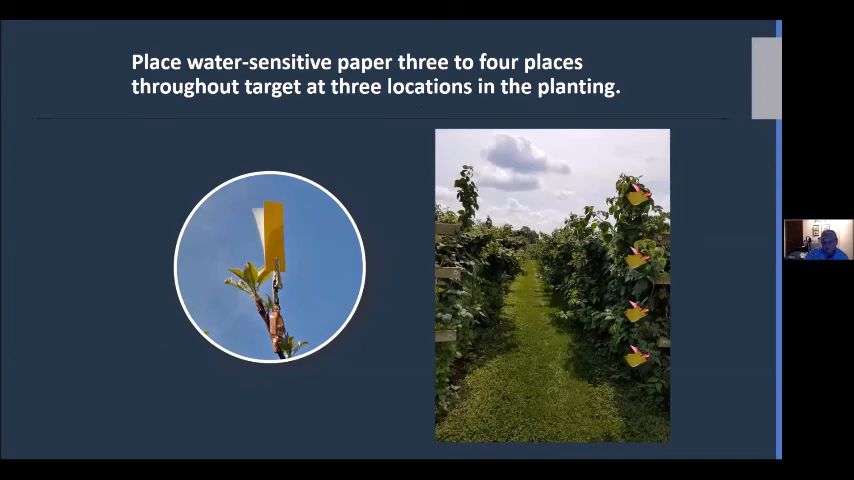 Place water-sensitive paper three to four places
throughout target at three locations in the planting.